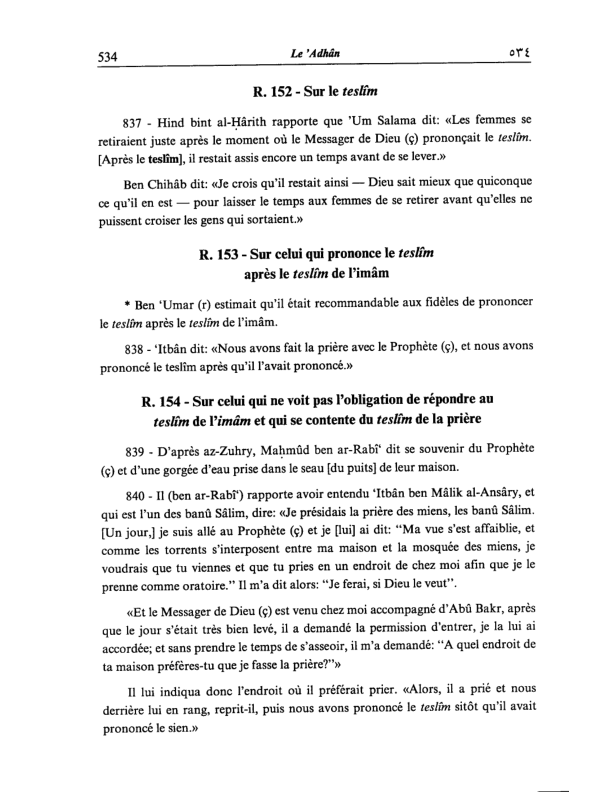 534 Le 'Adhân ٥٣٤
R. 152 - Sur le teslîm
837 - Hind bint al-Ḥârith rapporte que 'Um Salama dit: «Les femmes se
retiraient juste après le moment où le Messager de Dieu (ç) prononçait le teslîm.
[Après le teslîm], il restait assis encore un temps avant de se lever.»
Ben Chihâb dit: «Je crois qu'il restait ainsi — Dieu sait mieux que quiconque
ce qu'il en est — pour laisser le temps aux femmes de se retirer avant qu'elles ne
puissent croiser les gens qui sortaient.»
R. 153 - Sur celui qui prononce le teslîm
après le teslîm de l'imâm
* Ben ‘Umar (r) estimait qu'il était recommandable aux fidèles de prononcer
le teslîm après le teslîm de l'imâm.
838 - ‘Itbân dit: «Nous avons fait la prière avec le Prophète (ç), et nous avons
prononcé le teslîm après qu'il l'avait prononcé.»
R. 154 - Sur celui qui ne voit pas l'obligation de répondre au
teslîm de l'imâm et qui se contente du teslîm de la prière
839 - D'après az-Zuhry, Maḥmûd ben ar-Rabî‘ dit se souvenir du Prophète
(ç) et d'une gorgée d'eau prise dans le seau [du puits] de leur maison.
840 - Il (ben ar-Rabî‘) rapporte avoir entendu ‘Itbân ben Mâlik al-Ansâry, et
qui est l'un des banû Sâlim, dire: «Je présidais la prière des miens, les banû Sâlim.
[Un jour,] je suis allé au Prophète (ç) et je [lui] ai dit: “Ma vue s'est affaiblie, et
comme les torrents s'interposent entre ma maison et la mosquée des miens, je
voudrais que tu viennes et que tu pries en un endroit de chez moi afin que je le
prenne comme oratoire.” Il m'a dit alors: “Je ferai, si Dieu le veut”.
«Et le Messager de Dieu (ç) est venu chez moi accompagné d'Abû Bakr, après
que le jour s'était très bien levé, il a demandé la permission d'entrer, je la lui ai
accordée; et sans prendre le temps de s'asseoir, il m'a demandé: “A quel endroit de
ta maison préfères-tu que je fasse la prière?”»
Il lui indiqua donc l'endroit où il préférait prier. «Alors, il a prié et nous
derrière lui en rang, reprit-il, puis nous avons prononcé le teslîm sitôt qu'il avait
prononcé le sien.»